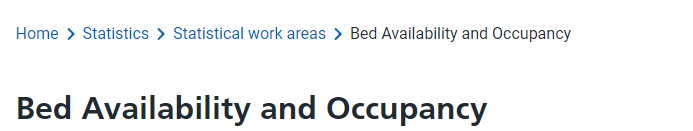 Home > Statistics > Statistical work areas > Bed Availability and Occupancy
Bed Availability and Occupancy